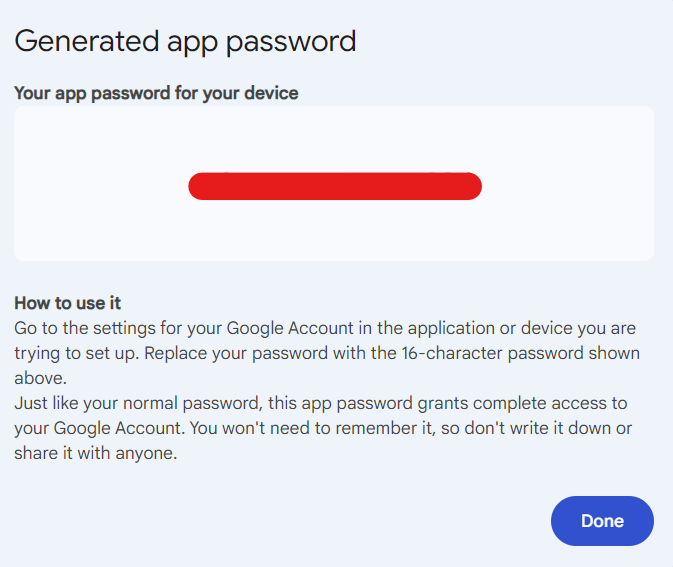 Generated app password
Your app password for your device
How to use it
Go to the settings for your Google Account in the application or device you are
trying to set up. Replace your password with the 16-character password shown
above.
Just like your normal password, this app password grants complete access to
your Google Account. You won't need to remember it, so don't write it down or
share it with anyone.
Done